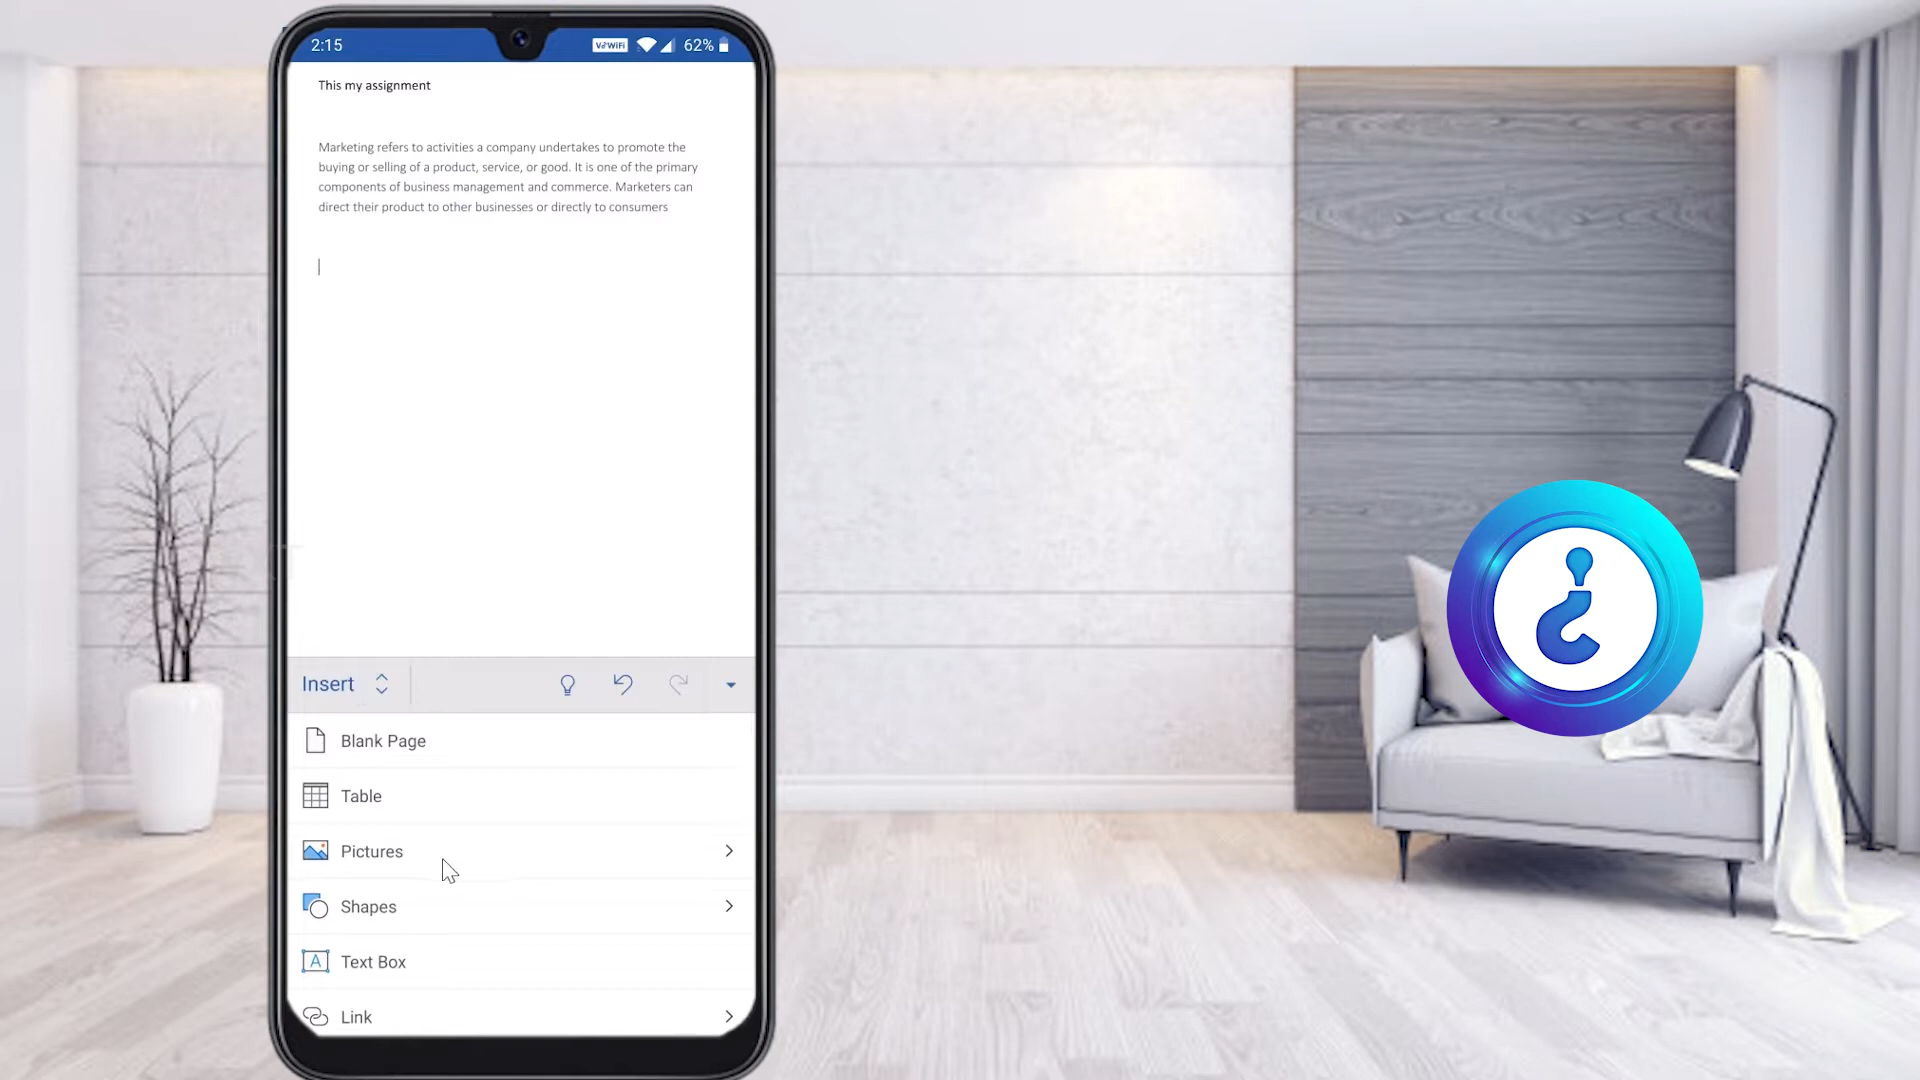 2:15
VoWiFi 62%
This my assignment
Marketing refers to activities a company undertakes to promote the
buying or selling of a product, service, or good. It is one of the primary
components of business management and commerce. Marketers can
direct their product to other businesses or directly to consumers
Insert
Blank Page
Table
Pictures
Shapes
A Text Box
Link